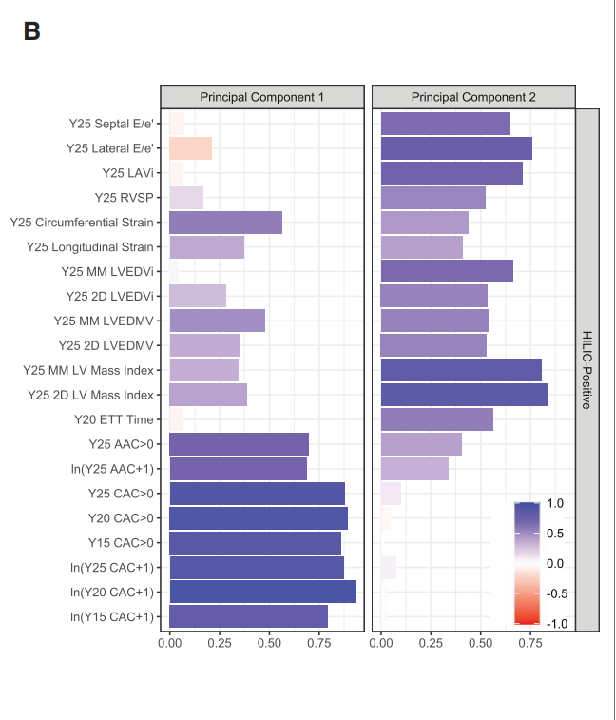 B
Principal Component 1
Principal Component 2
Y25 Septal E/e'
Y25 Lateral E/e'
Y25 LAVi
Y25 RVSP
Y25 Circumferential Strain
Y25 Longitudinal Strain
Y25 MM LVEDVi
Y25 2D LVEDVi
Y25 MM LVEDMV
Y25 2D LVEDMV
Y25 MM LV Mass Index
Y25 2D LV Mass Index
Y20 ETT Time
Y25 AAC>0
ln(Y25 AAC+1)
Y25 CAC>0
Y20 CAC>0
Y15 CAC>0
ln(Y25 CAC+1)
ln(Y20 CAC+1)
ln(Y15 CAC+1)
HILIC-Positive
1.0
0.5
0.0
-0.5
-1.0
0.00 0.25 0.50 0.75
0.00 0.25 0.50 0.75